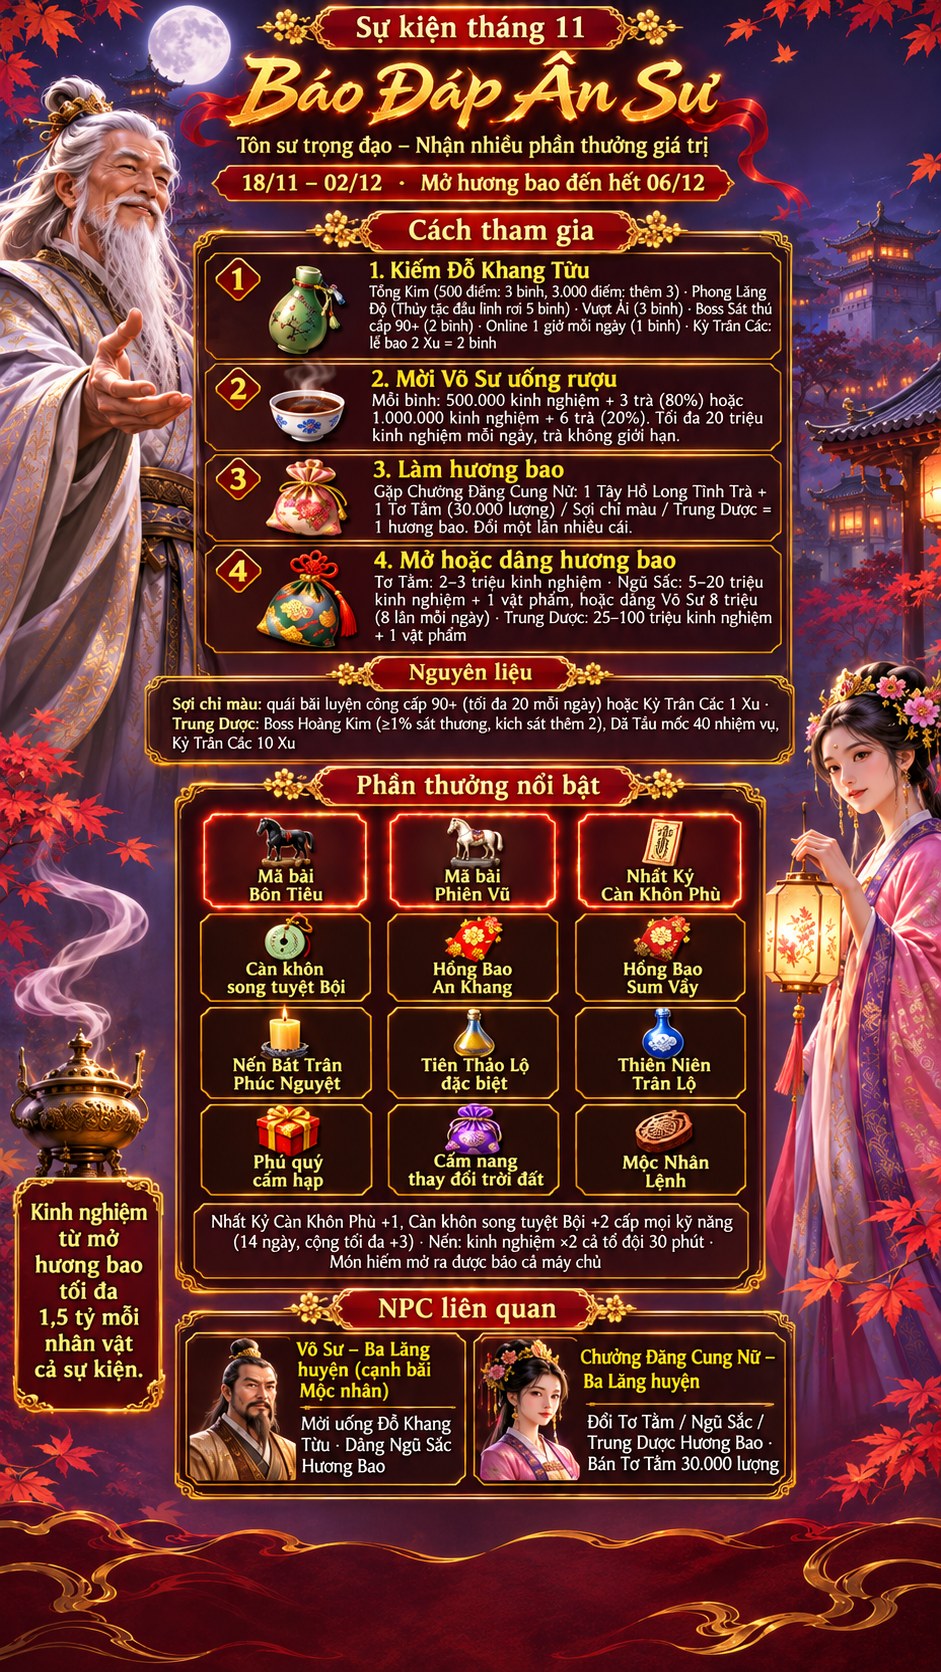 Sự kiện tháng 11
Báo Đáp Ân Sư
Tôn sư trọng đạo – Nhận nhiều phần thưởng giá trị
18/11 – 02/12 · Mở hương bao đến hết 06/12
Cách tham gia
1
1. Kiếm Đỗ Khang Tửu
Tống Kim (500 điểm: 3 bình, 3.000 điểm: thêm 3) · Phong Lăng
Độ (Thủy tặc đầu lĩnh rơi 5 bình) · Vượt Ải (3 bình) · Boss Sát thủ
cấp 90+ (2 bình) · Online 1 giờ mỗi ngày (1 bình) · Kỳ Trân Các:
lễ bao 2 Xu = 2 bình
2
2. Mời Võ Sư uống rượu
Mỗi bình: 500.000 kinh nghiệm + 3 trà (80%) hoặc
1.000.000 kinh nghiệm + 6 trà (20%). Tối đa 20 triệu
kinh nghiệm mỗi ngày, trà không giới hạn.
3
3. Làm hương bao
Gặp Chưởng Đăng Cung Nữ: 1 Tây Hồ Long Tỉnh Trà +
1 Tơ Tằm (30.000 lượng) / Sợi chỉ màu / Trung Dược =
1 hương bao. Đổi một lần nhiều cái.
4
4. Mở hoặc dâng hương bao
Tơ Tằm: 2–3 triệu kinh nghiệm · Ngũ Sắc: 5–20 triệu
kinh nghiệm + 1 vật phẩm, hoặc dâng Võ Sư 8 triệu
(8 lần mỗi ngày) · Trung Dược: 25–100 triệu kinh nghiệm
+ 1 vật phẩm
Nguyên liệu
Sợi chỉ màu: quái bãi luyện công cấp 90+ (tối đa 20 mỗi ngày) hoặc Kỳ Trân Các 1 Xu ·
Trung Dược: Boss Hoàng Kim (≥1% sát thương, kích sát thêm 2), Dã Tẩu mốc 40 nhiệm vụ,
Kỳ Trân Các 10 Xu
Phần thưởng nổi bật
Mã bài
Bôn Tiêu
Mã bài
Phiên Vũ
Nhất Kỷ
Càn Khôn Phù
Càn khôn
song tuyệt Bội
Hồng Bao
An Khang
Hồng Bao
Sum Vầy
Nến Bát Trân
Phúc Nguyệt
Tiên Thảo Lộ
đặc biệt
Thiên Niên
Trân Lộ
Phú quý
cẩm hạp
Cẩm nang
thay đổi trời đất
Mộc Nhân
Lệnh
Nhất Kỷ Càn Khôn Phù +1, Càn khôn song tuyệt Bội +2 cấp mọi kỹ năng
(14 ngày, cộng tối đa +3) · Nến: kinh nghiệm ×2 cả tổ đội 30 phút ·
Món hiếm mở ra được báo cả máy chủ
Kinh nghiệm
từ mở
hương bao
tối đa
1,5 tỷ mỗi
nhân vật
cả sự kiện.
NPC liên quan
Võ Sư – Ba Lăng
huyện (cạnh bãi
Mộc nhân)
Mời uống Đỗ Khang
Tửu · Dâng Ngũ Sắc
Hương Bao
Chưởng Đăng Cung Nữ –
Ba Lăng huyện
Đổi Tơ Tằm / Ngũ Sắc /
Trung Dược Hương Bao ·
Bán Tơ Tằm 30.000 lượng